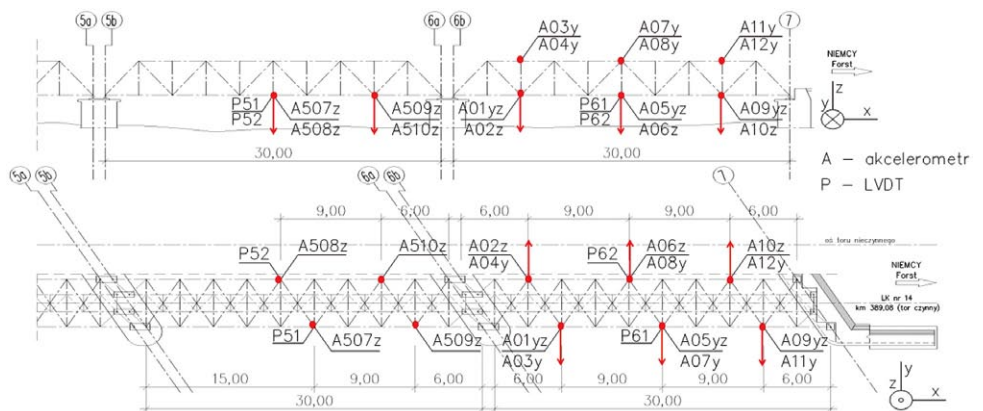 5a 5b 6a 6b 7
A03y A07y A11y
A04y A08y A12y
NIEMCY
Forst
z
y
x
P51 A507z A509z A01yz P61 A05yz A09yz
P52 A508z A510z A02z P62 A06z A10z
30,00 30,00
A - akcelerometr
P - LVDT
5a 5b 6a 6b 7
9,00 6,00 6,00 9,00 9,00 6,00
A508z A510z A02z A06z A10z
P52 A04y P62 A08y A12y
oś toru nieczynnego
NIEMCY
Forst
LK nr 14
km 389,08 (tor czynny)
P51 A507z A509z A01yz P61 A05yz A09yz
A03y A07y A11y
y
z
x
15,00 9,00 6,00 6,00 9,00 9,00 6,00
30,00 30,00